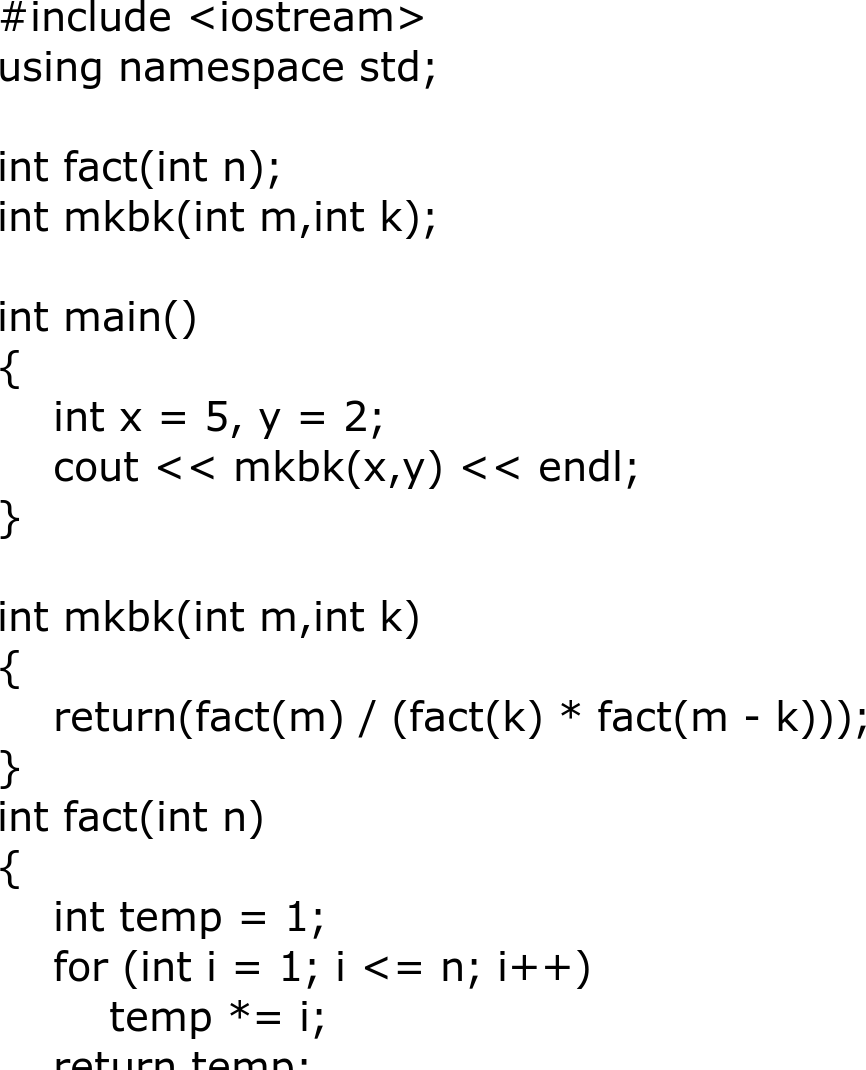 #include <iostream>
using namespace std;
int fact(int n);
int mkbk(int m,int k);
int main()
{
int x = 5, y = 2;
cout << mkbk(x,y) << endl;
}
int mkbk(int m,int k)
{
return(fact(m) / (fact(k) * fact(m - k)));
}
int fact(int n)
{
int temp = 1;
for (int i = 1; i <= n; i++)
temp *= i;
return temp;